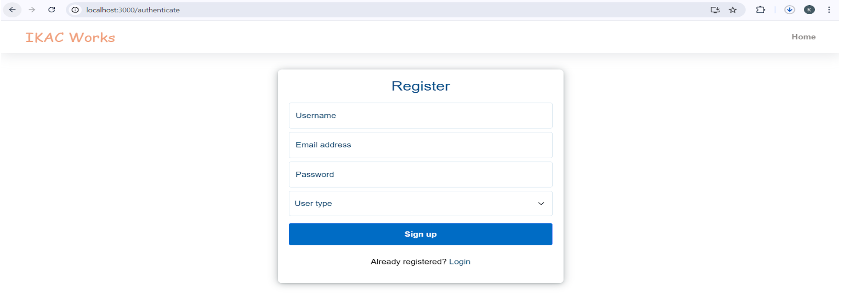 localhost:3000/authenticate
IKAC Works
Home
Register
Username
Email address
Password
User type
Sign up
Already registered? Login